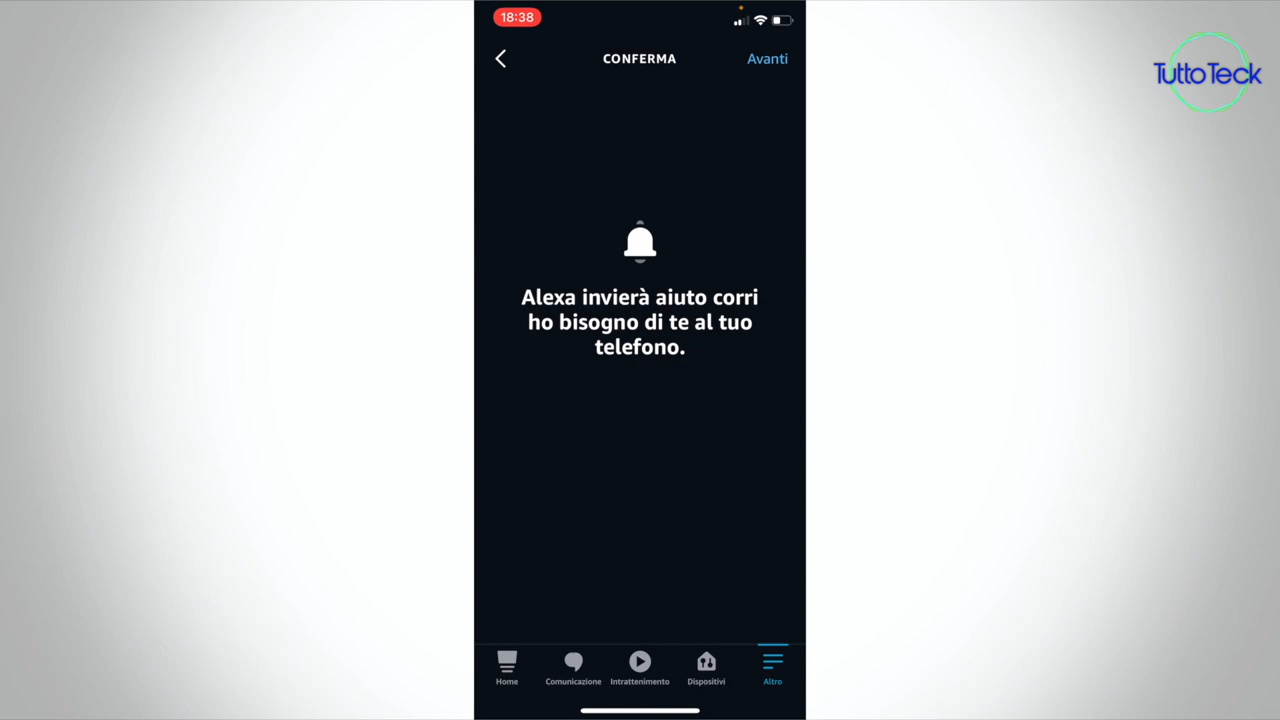 18:38
CONFERMA
Avanti
TuttoTeck
Alexa invierà aiuto corri
ho bisogno di te al tuo
telefono.
Home
Comunicazione
Intrattenimento
Dispositivi
Altro